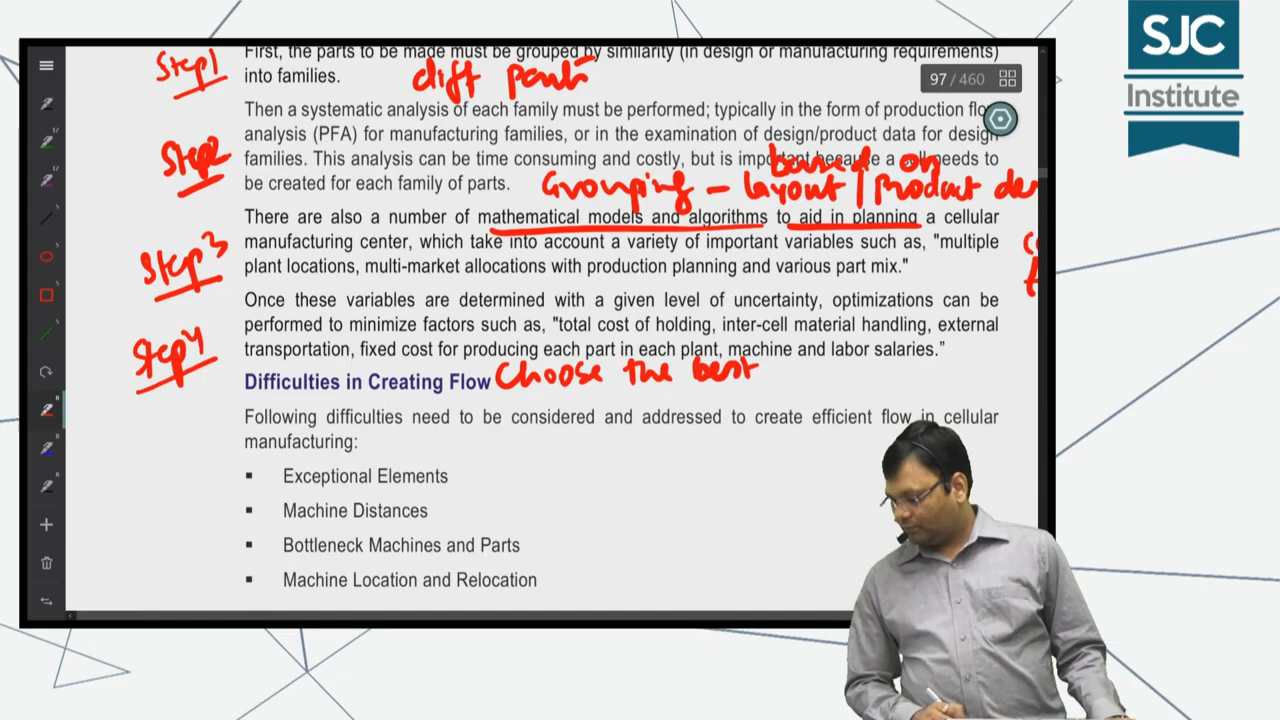 SJC
Institute
97 / 460
First, the parts to be made must be grouped by similarity (in design or manufacturing requirements)
into families.
Step1
diff parts
Then a systematic analysis of each family must be performed; typically in the form of production flow
analysis (PFA) for manufacturing families, or in the examination of design/product data for design
families. This analysis can be time consuming and costly, but is important because a cell needs to
be created for each family of parts.
Step2
based on
Grouping - layout / Product des
There are also a number of mathematical models and algorithms to aid in planning a cellular
manufacturing center, which take into account a variety of important variables such as, "multiple
plant locations, multi-market allocations with production planning and various part mix."
Step3
Once these variables are determined with a given level of uncertainty, optimizations can be
performed to minimize factors such as, "total cost of holding, inter-cell material handling, external
transportation, fixed cost for producing each part in each plant, machine and labor salaries."
Step4
Difficulties in Creating Flow
Choose the best
Following difficulties need to be considered and addressed to create efficient flow in cellular
manufacturing:
▪ Exceptional Elements
▪ Machine Distances
▪ Bottleneck Machines and Parts
▪ Machine Location and Relocation